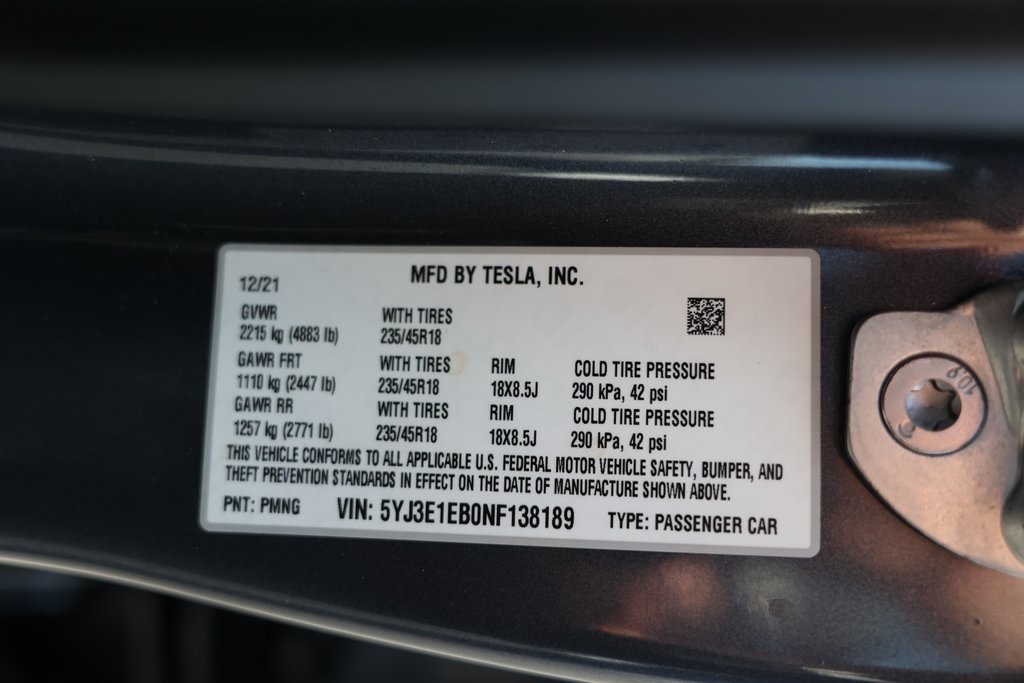 MFD BY TESLA, INC.
12/21
GVWR WITH TIRES
2215 kg (4883 lb) 235/45R18
GAWR FRT WITH TIRES RIM COLD TIRE PRESSURE
1110 kg (2447 lb) 235/45R18 18X8.5J 290 kPa, 42 psi
GAWR RR WITH TIRES RIM COLD TIRE PRESSURE
1257 kg (2771 lb) 235/45R18 18X8.5J 290 kPa, 42 psi
THIS VEHICLE CONFORMS TO ALL APPLICABLE U.S. FEDERAL MOTOR VEHICLE SAFETY, BUMPER, AND
THEFT PREVENTION STANDARDS IN EFFECT ON THE DATE OF MANUFACTURE SHOWN ABOVE.
PNT: PMNG VIN: 5YJ3E1EB0NF138189 TYPE: PASSENGER CAR
10.9